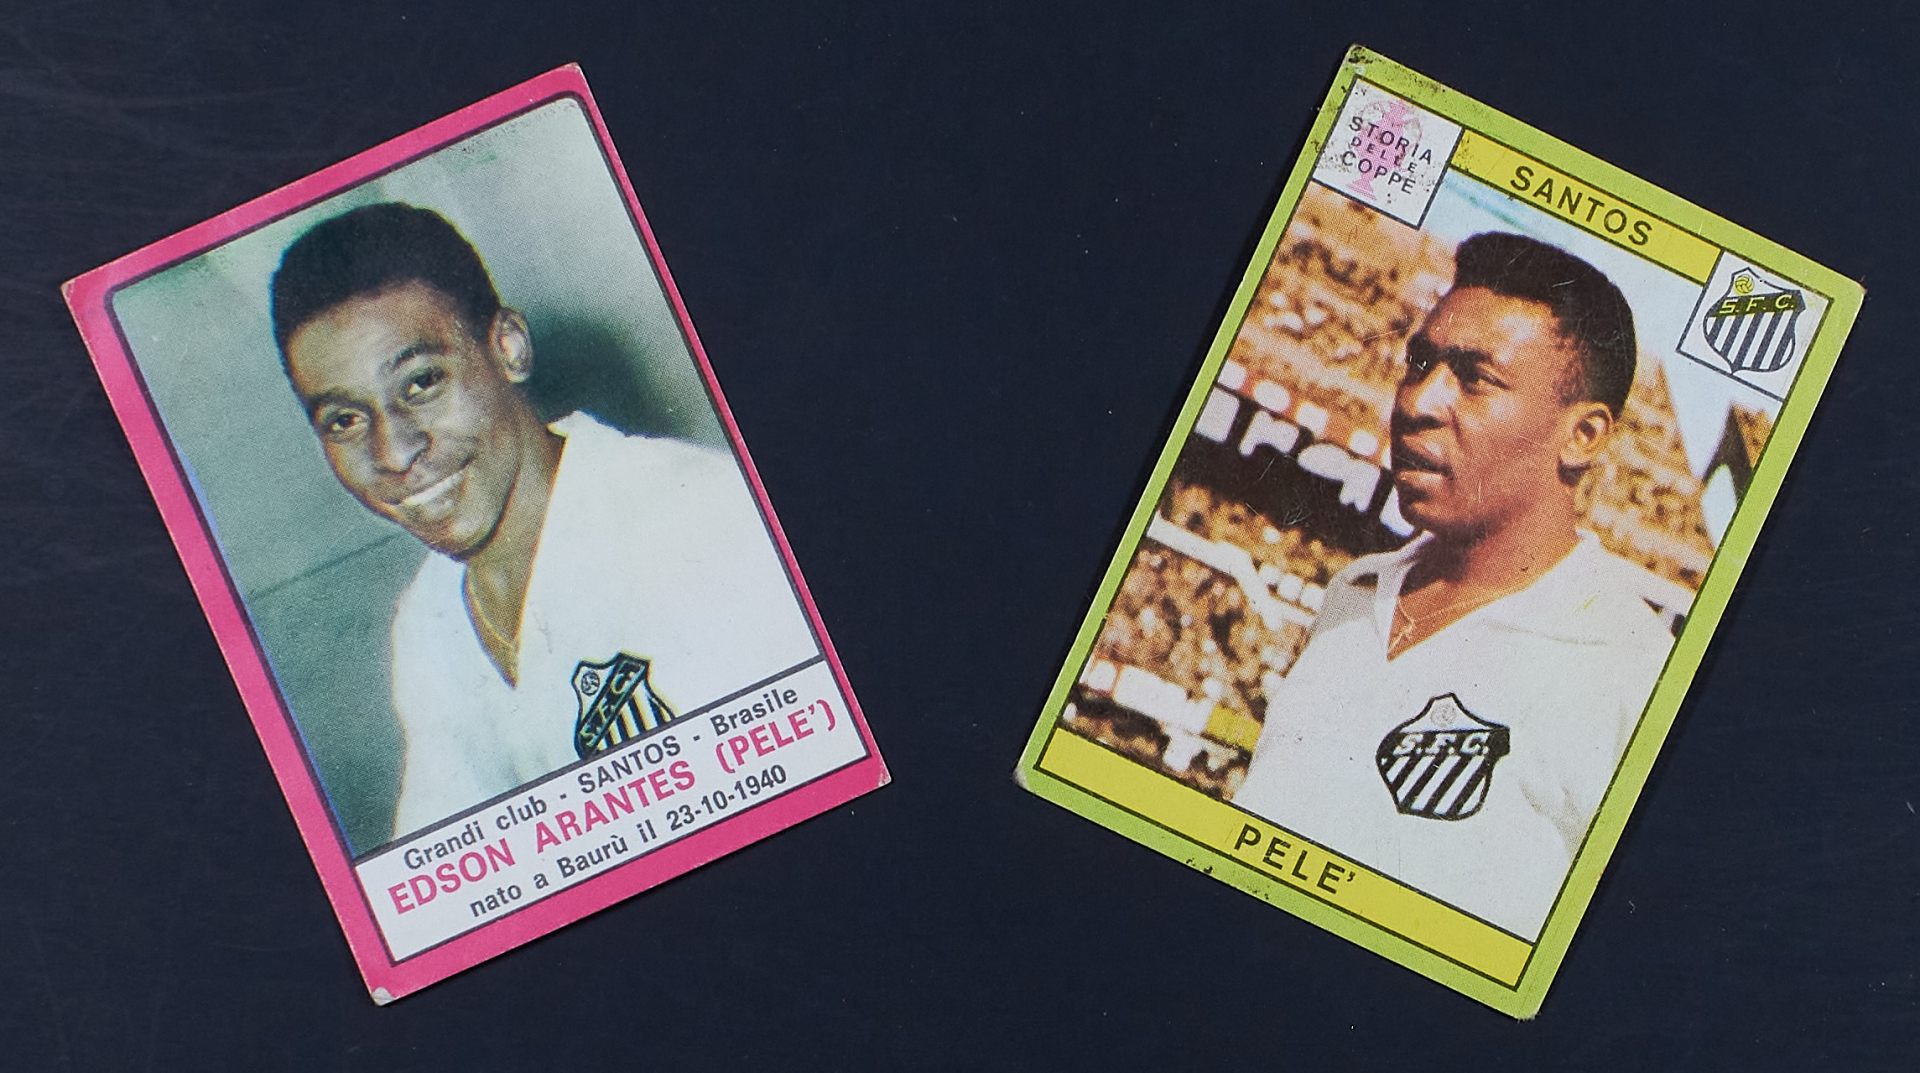 S.F.C.
Grandi club - SANTOS - Brasile
EDSON ARANTES (PELE')
nato a Baurù il 23-10-1940
STORIA
DELLE
COPPE
SANTOS
S.F.C.
S.F.C.
PELE'